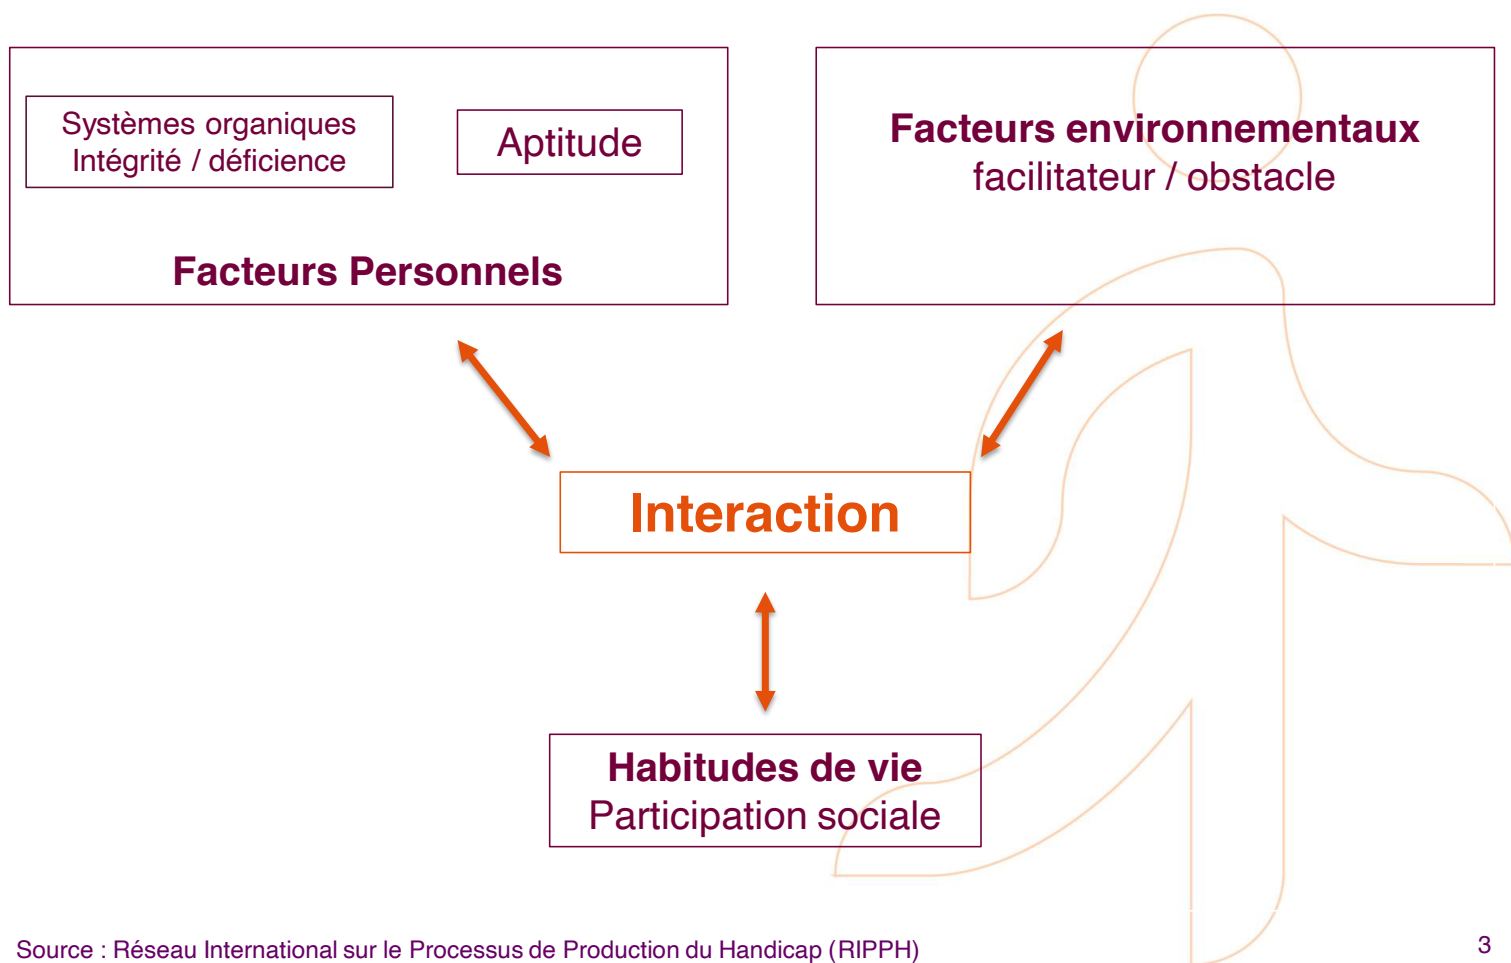 Systèmes organiques
Intégrité / déficience
Aptitude
Facteurs Personnels
Facteurs environnementaux
facilitateur / obstacle
Interaction
Habitudes de vie
Participation sociale
Source : Réseau International sur le Processus de Production du Handicap (RIPPH)
3